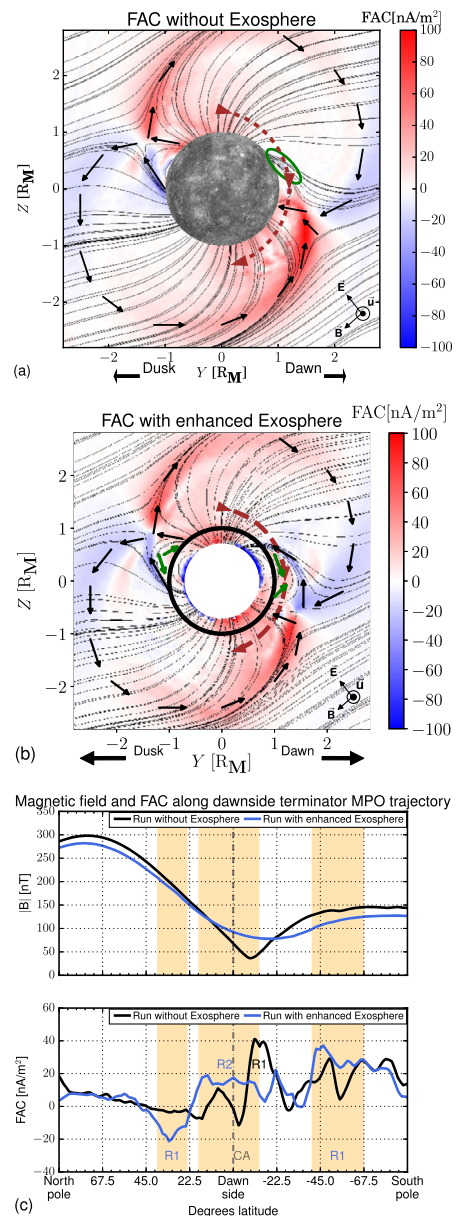 FAC without Exosphere
FAC[nA/m²]
100
80
60
40
20
0
−20
−40
−60
−80
−100
2
1
0
−1
−2
Z [R_M]
E
u
B
−2
−1
0
1
2
(a)
Dusk
Y [R_M]
Dawn
FAC with enhanced Exosphere
FAC[nA/m²]
100
80
60
40
20
0
−20
−40
−60
−80
−100
2
1
0
−1
−2
Z [R_M]
E
u
B
−2
−1
0
1
2
(b)
Dusk
Y [R_M]
Dawn
Magnetic field and FAC along dawnside terminator MPO trajectory
Run without Exosphere
Run with enhanced Exosphere
350
300
250
200
150
100
50
0
|B| [nT]
Run without Exosphere
Run with enhanced Exosphere
60
40
20
0
−20
−40
FAC [nA/m²]
R2
R1
R1
CA
R1
North pole
67.5
45.0
22.5
Dawn side
-22.5
-45.0
-67.5
South pole
(c)
Degrees latitude